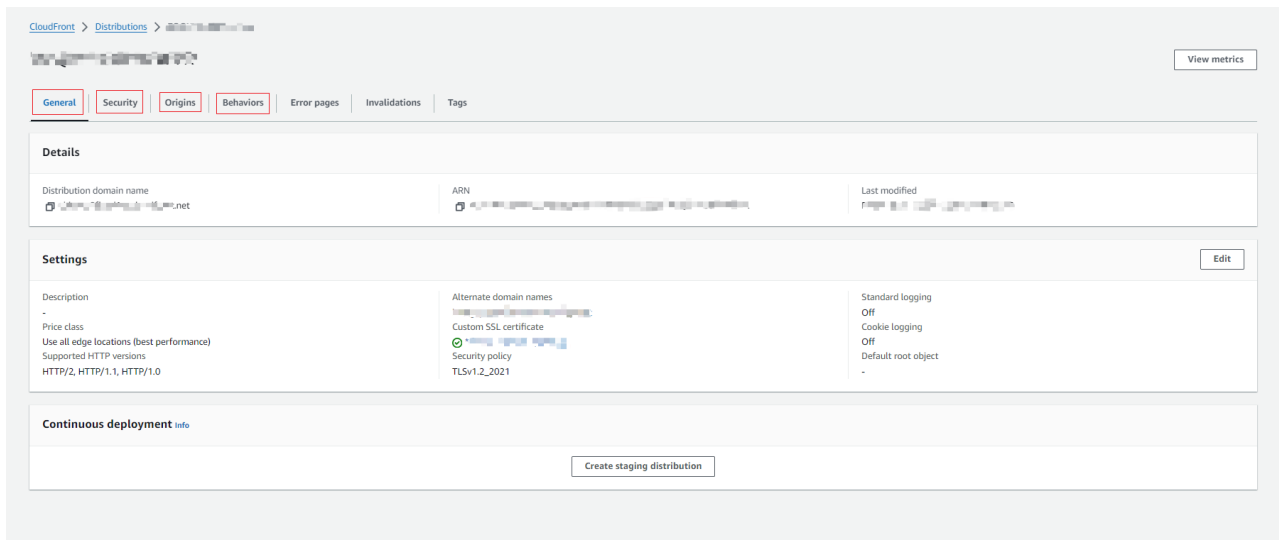 CloudFront > Distributions >
View metrics
General Security Origins Behaviors Error pages Invalidations Tags
Details
Distribution domain name
.net
ARN
Last modified
Settings
Edit
Description
-
Price class
Use all edge locations (best performance)
Supported HTTP versions
HTTP/2, HTTP/1.1, HTTP/1.0
Alternate domain names
Custom SSL certificate
Security policy
TLSv1.2_2021
Standard logging
Off
Cookie logging
Off
Default root object
-
Continuous deployment Info
Create staging distribution